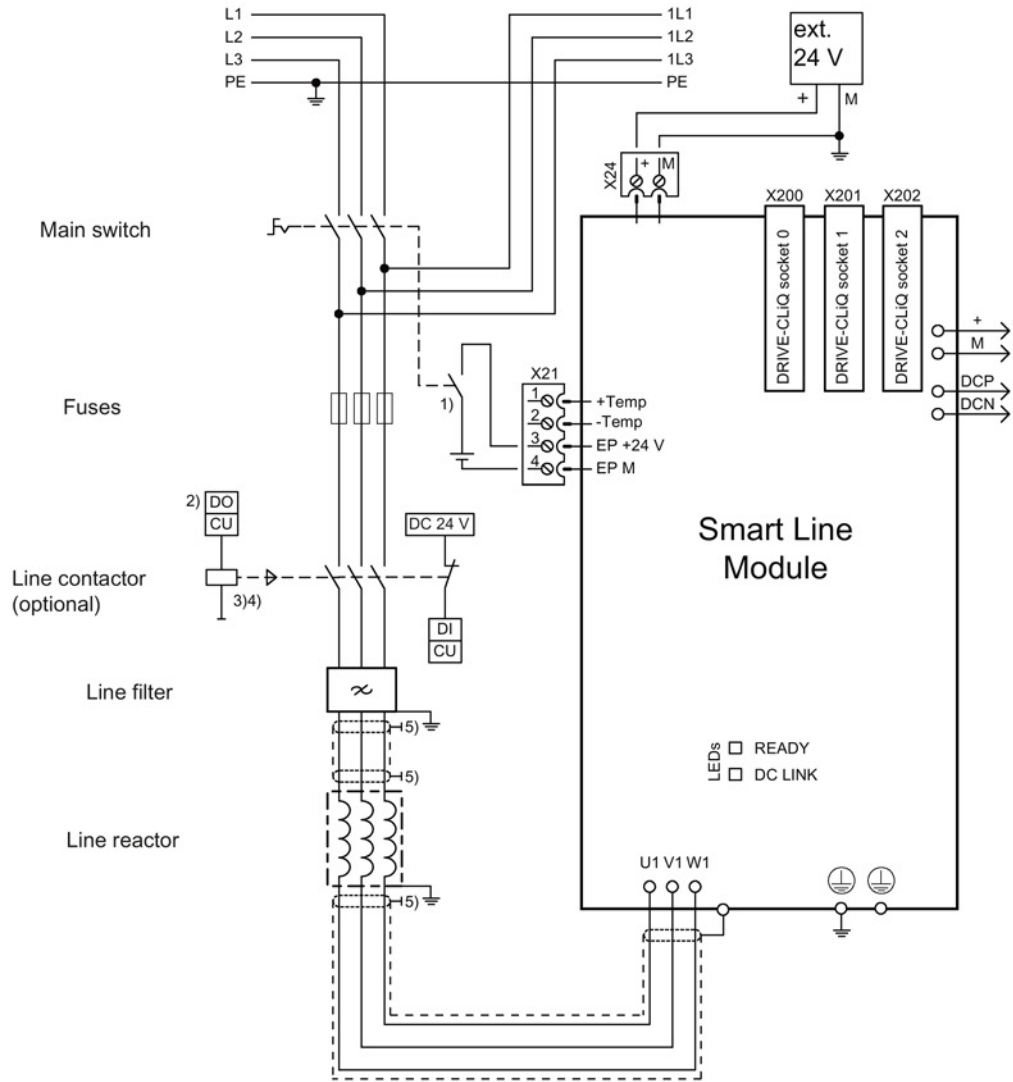 L1
L2
L3
PE
1L1
1L2
1L3
PE
ext.
24 V
+ M
X24
+ M
X200 X201 X202
DRIVE-CLiQ socket 0
DRIVE-CLiQ socket 1
DRIVE-CLiQ socket 2
+
M
DCP
DCN
Main switch
Fuses
1)
X21
1 +Temp
2 -Temp
3 EP +24 V
4 EP M
Smart Line
Module
2) DO
CU
DC 24 V
Line contactor
(optional)
3)4)
DI
CU
Line filter
5)
5)
LEDs
READY
DC LINK
Line reactor
5)
U1 V1 W1